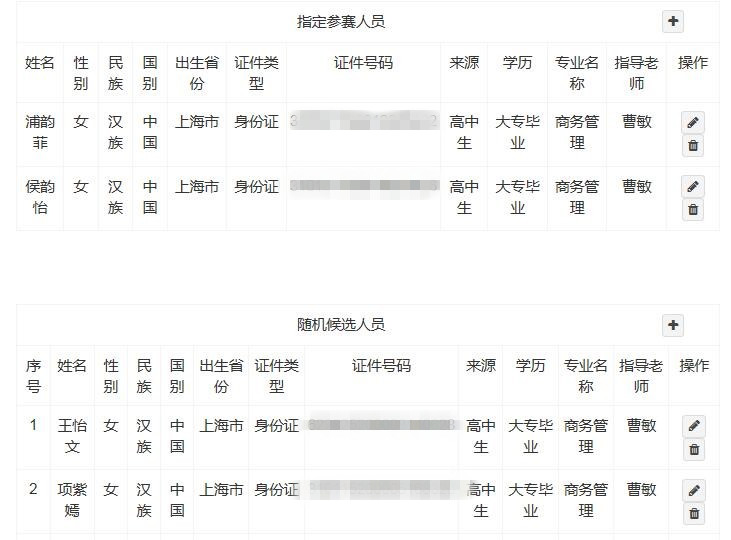 指定参赛人员
姓名 性别 民族 国别 出生省份 证件类型 证件号码 来源 学历 专业名称 指导老师 操作
浦韵菲 女 汉族 中国 上海市 身份证 高中生 大专毕业 商务管理 曹敏
侯韵怡 女 汉族 中国 上海市 身份证 高中生 大专毕业 商务管理 曹敏
随机候选人员
序号 姓名 性别 民族 国别 出生省份 证件类型 证件号码 来源 学历 专业名称 指导老师 操作
1 王怡文 女 汉族 中国 上海市 身份证 高中生 大专毕业 商务管理 曹敏
2 项紫嫣 女 汉族 中国 上海市 身份证 高中生 大专毕业 商务管理 曹敏